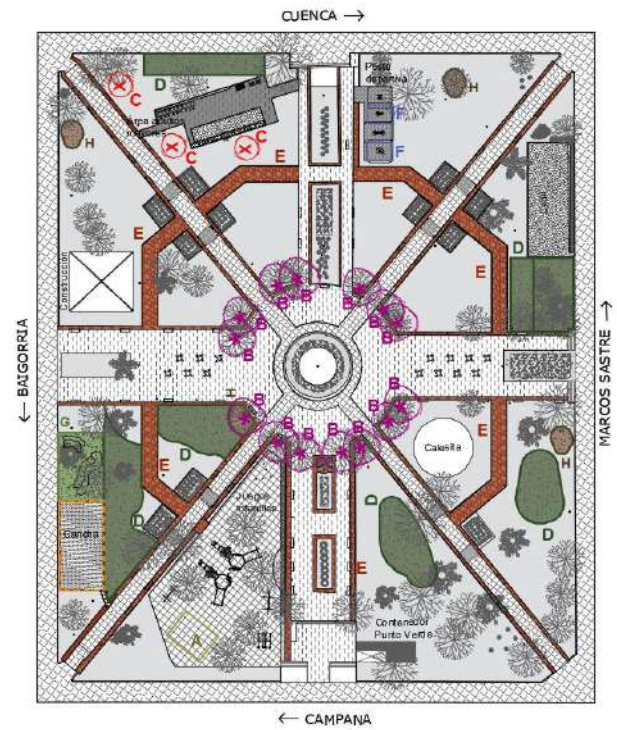 CUENCA →
D
Posta
deportiva
H
C
F
C
C
H
F
E
E
E
D
E
Construcción
B
B
B
B
B
B
B
B
← BAIGORRIA
MARCOS SASTRE →
H
B
B
B
B
B
B
B
B
G
D
E
E
Calesita
H
D
D
D
Juegos
infantiles
Cancha
E
A
Contenedor
Punto Verde
← CAMPANA